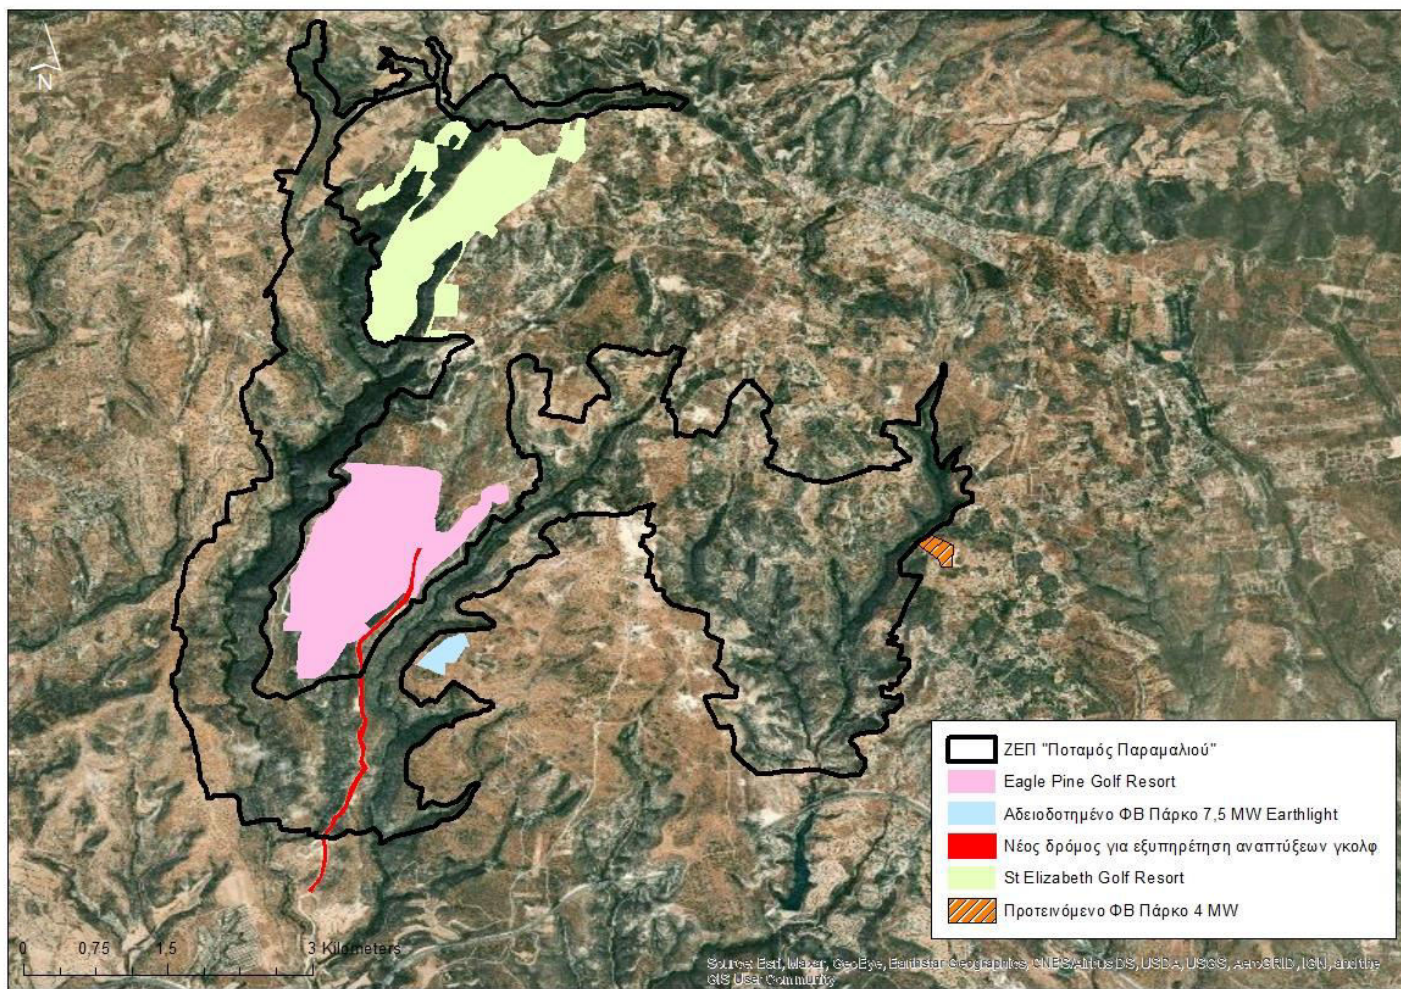 N
ΖΕΠ "Ποταμός Παραμαλιού"
Eagle Pine Golf Resort
Αδειοδοτημένο ΦΒ Πάρκο 7,5 MW Earthlight
Νέος δρόμος για εξυπηρέτηση αναπτύξεων γκολφ
St Elizabeth Golf Resort
Προτεινόμενο ΦΒ Πάρκο 4 MW
0 0,75 1,5 3 Kilometers
Source: Esri, Maxar, GeoEye, Earthstar Geographics, CNES/Airbus DS, USDA, USGS, AeroGRID, IGN, and the
GIS User Community